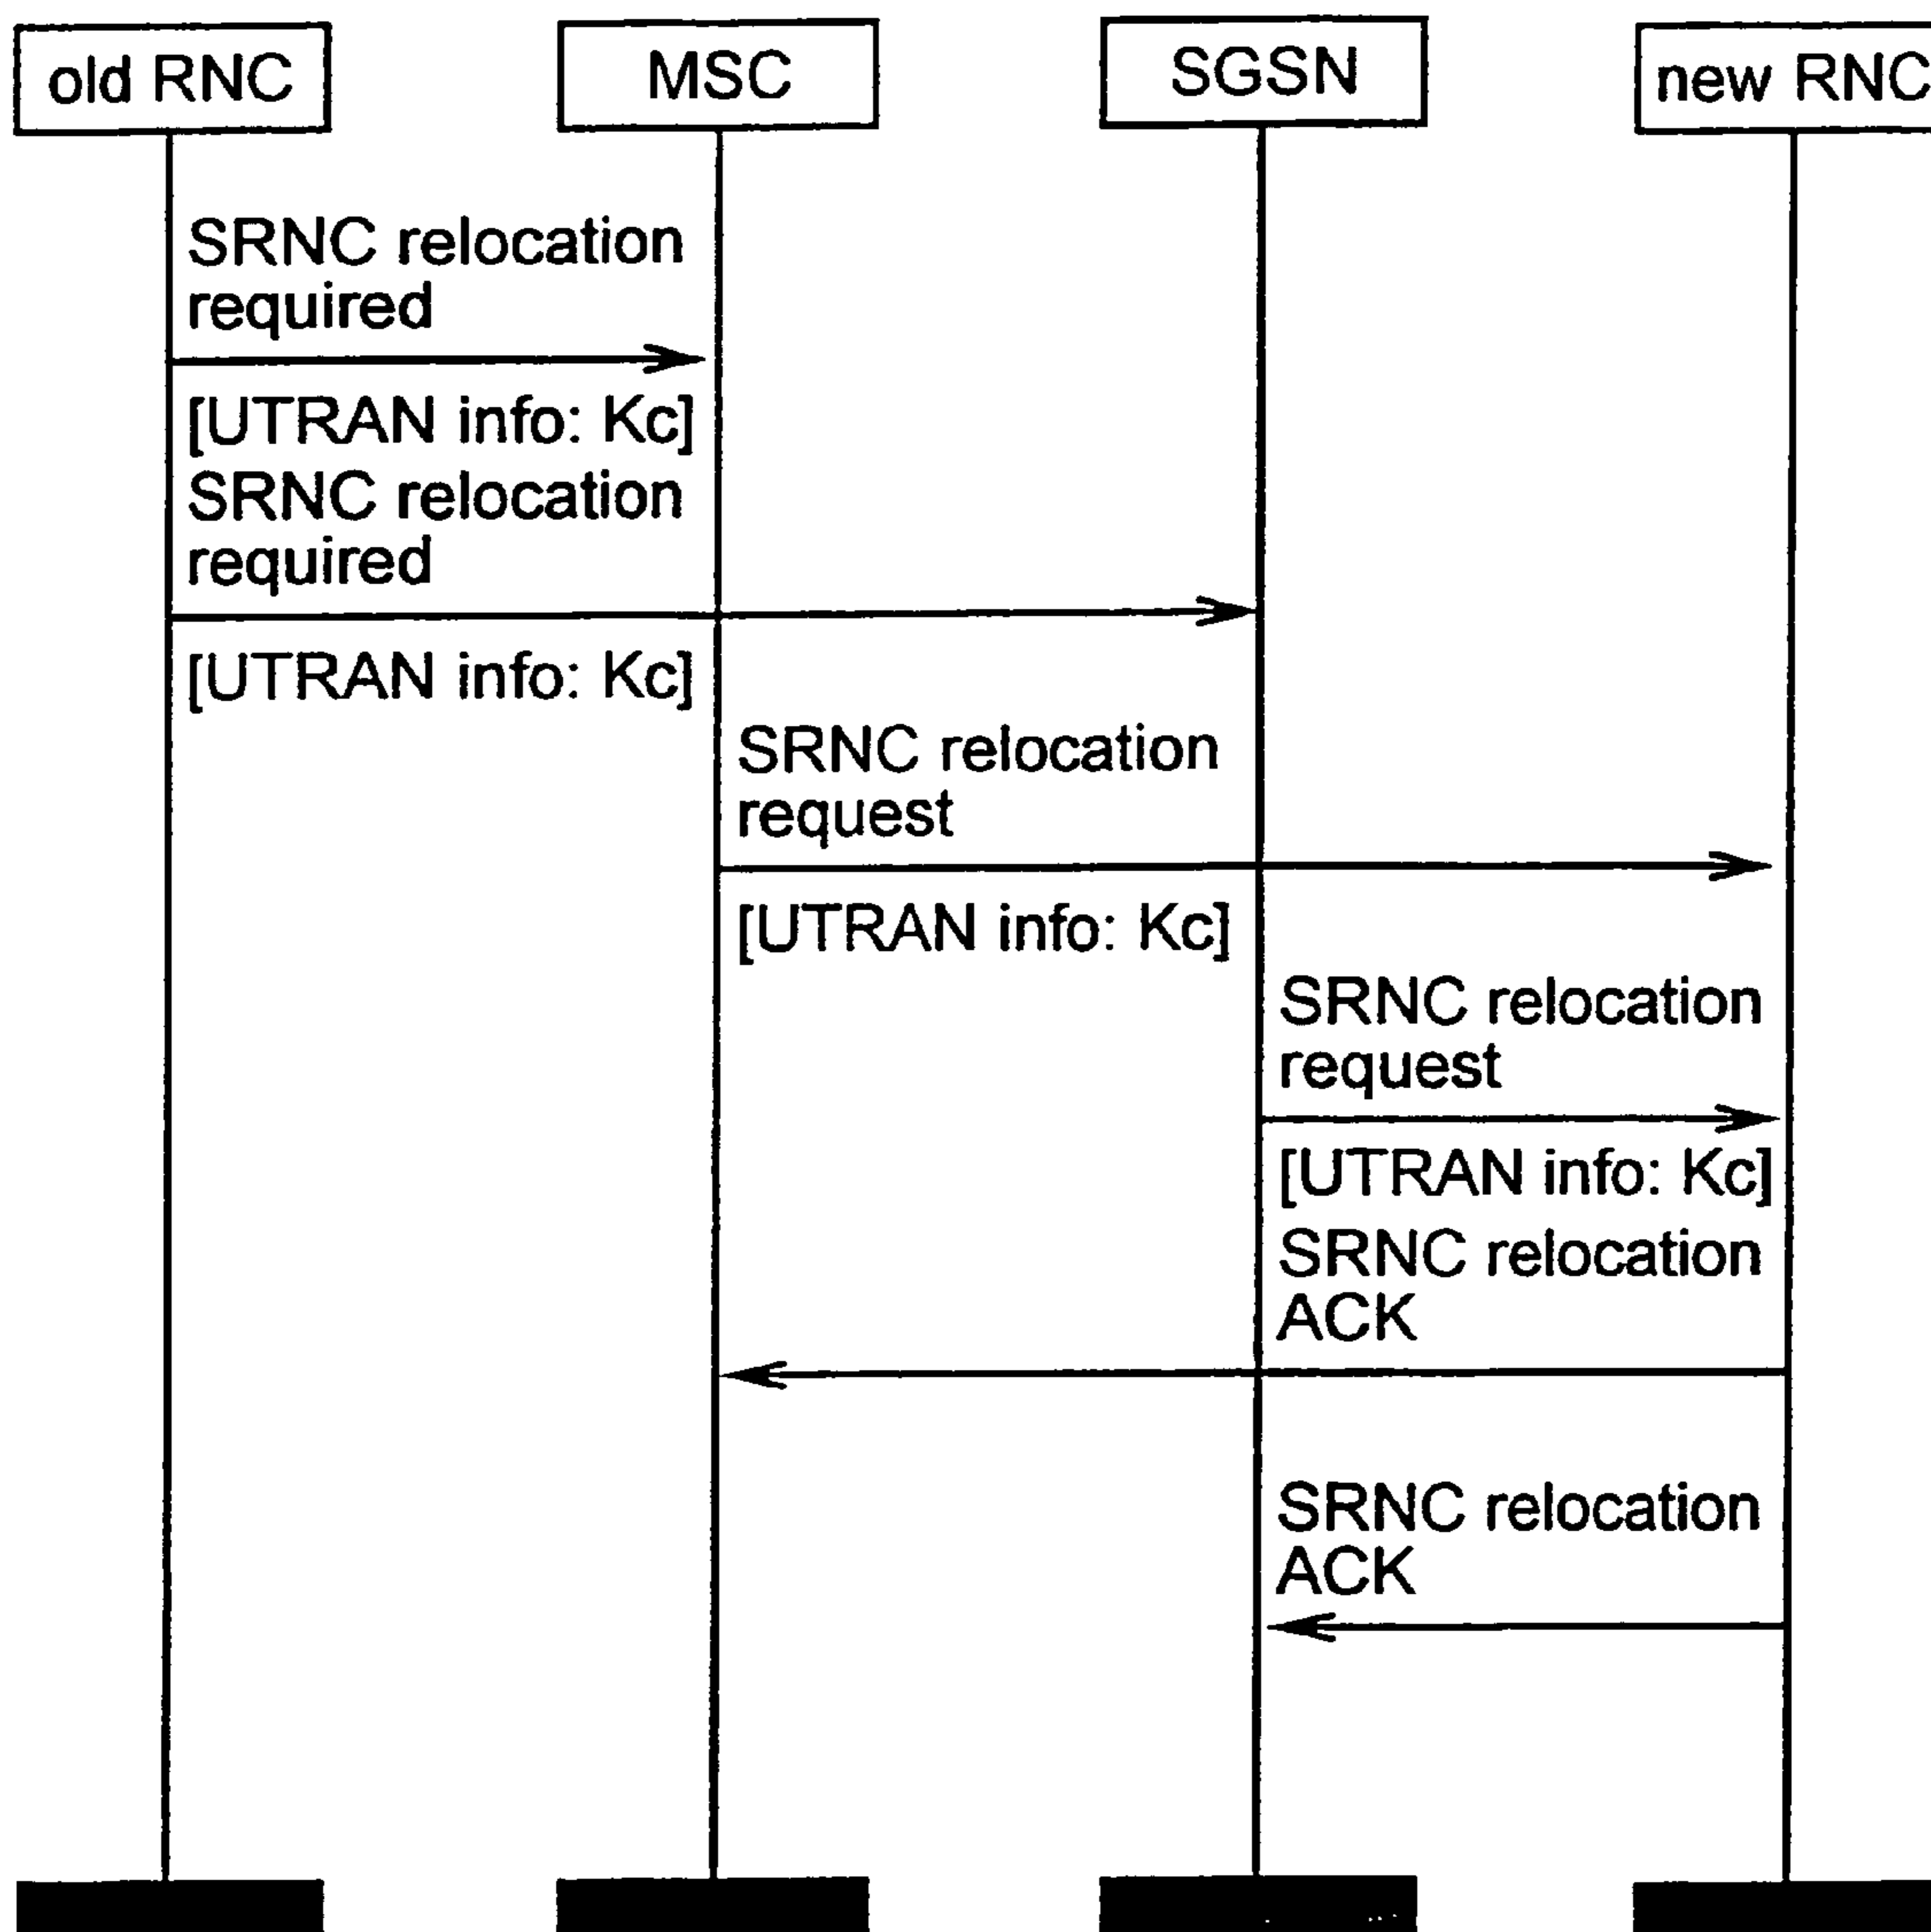 old RNC
MSC
SGSN
new RNC
SRNC relocation
required
[UTRAN info: Kc]
SRNC relocation
required
[UTRAN info: Kc]
SRNC relocation
request
[UTRAN info: Kc]
SRNC relocation
request
[UTRAN info: Kc]
SRNC relocation
ACK
SRNC relocation
ACK